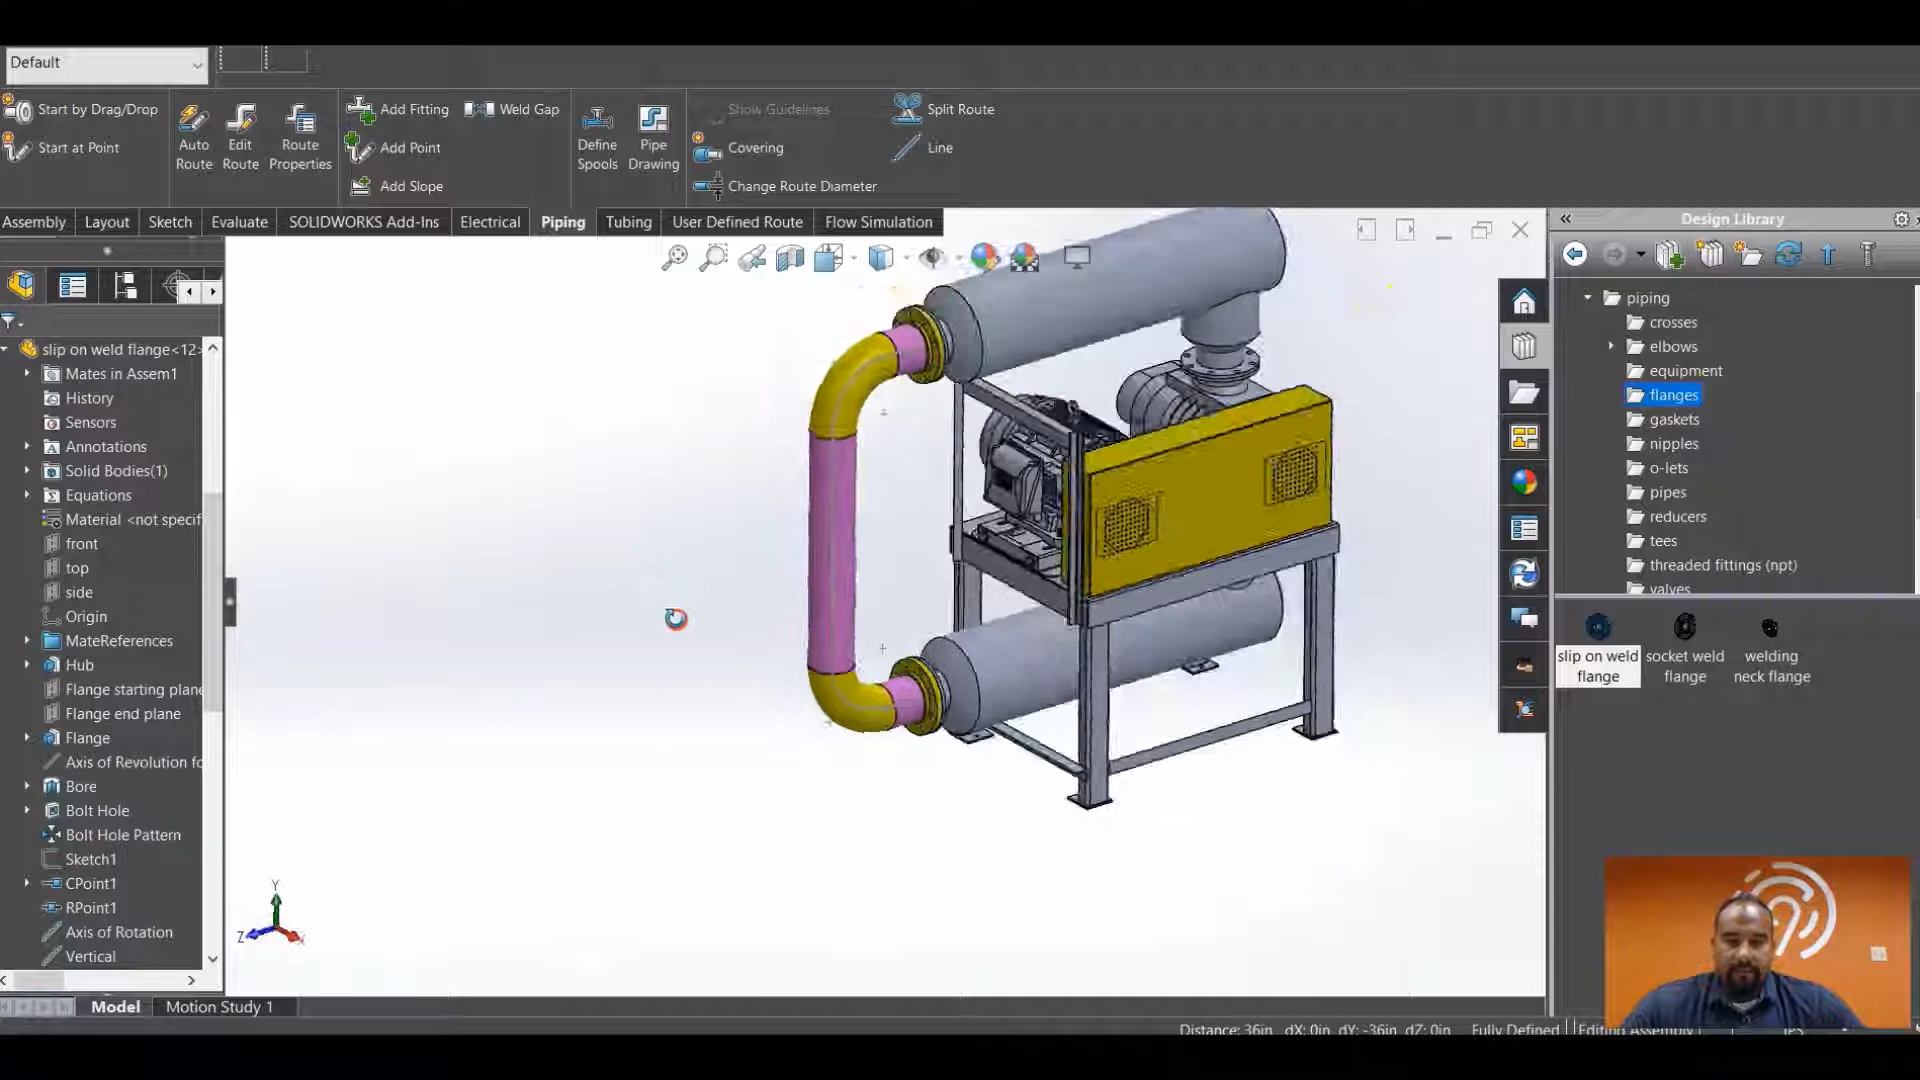 Default
Start by Drag/Drop
Start at Point
Auto
Route
Edit
Route
Route
Properties
Add Fitting
Weld Gap
Add Point
Add Slope
Define
Spools
Pipe
Drawing
Show Guidelines
Covering
Change Route Diameter
Split Route
Line
Assembly
Layout
Sketch
Evaluate
SOLIDWORKS Add-Ins
Electrical
Piping
Tubing
User Defined Route
Flow Simulation
slip on weld flange<12>
Mates in Assem1
History
Sensors
Annotations
Solid Bodies(1)
Equations
Material <not specif
front
top
side
Origin
MateReferences
Hub
Flange starting plane
Flange end plane
Flange
Axis of Revolution fo
Bore
Bolt Hole
Bolt Hole Pattern
Sketch1
CPoint1
RPoint1
Axis of Rotation
Vertical
Y
Z
X
Design Library
piping
crosses
elbows
equipment
flanges
gaskets
nipples
o-lets
pipes
reducers
tees
threaded fittings (npt)
valves
slip on weld
flange
socket weld
flange
welding
neck flange
Model
Motion Study 1
Distance: 36in dX: 0in dY: -36in dZ: 0in
Fully Defined
Editing Assembly
IPS